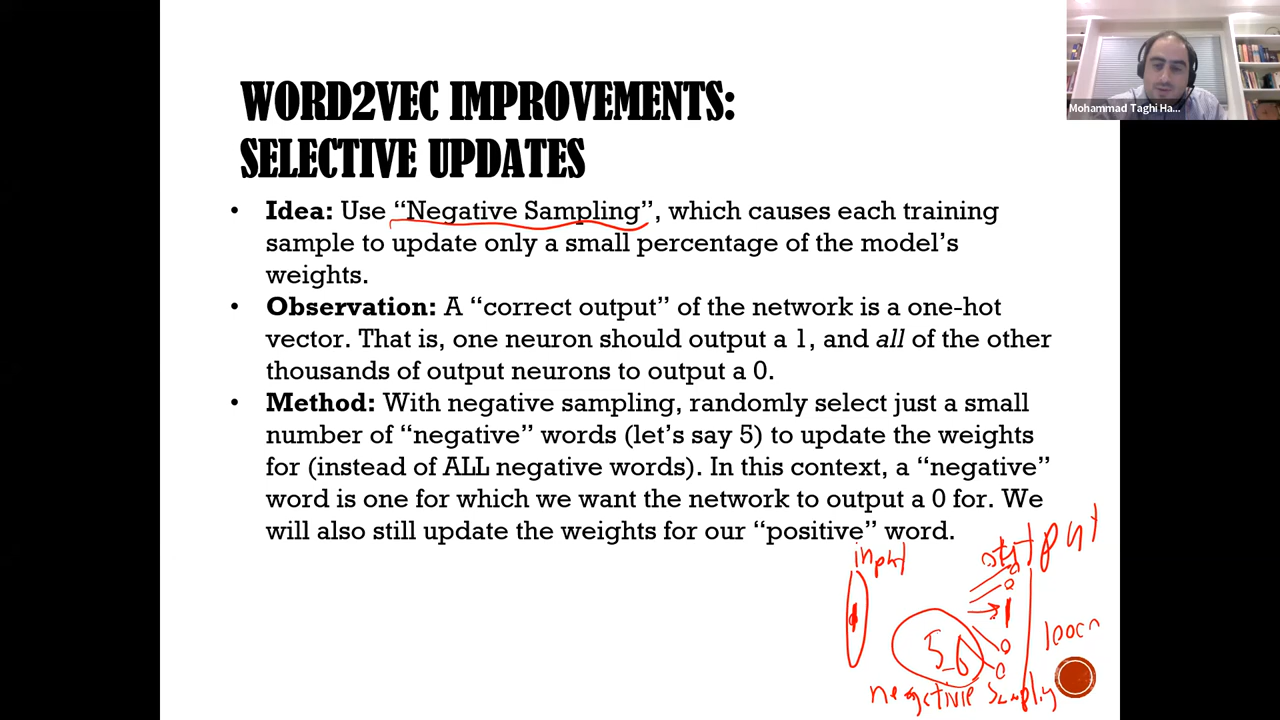 Mohammad Taghi Ha...
WORD2VEC IMPROVEMENTS:
SELECTIVE UPDATES
• Idea: Use “Negative Sampling”, which causes each training
sample to update only a small percentage of the model’s
weights.
• Observation: A “correct output” of the network is a one-hot
vector. That is, one neuron should output a 1, and all of the other
thousands of output neurons to output a 0.
• Method: With negative sampling, randomly select just a small
number of “negative” words (let’s say 5) to update the weights
for (instead of ALL negative words). In this context, a “negative”
word is one for which we want the network to output a 0 for. We
will also still update the weights for our “positive” word.
input
output
0
0
1
0
0
negative sampling